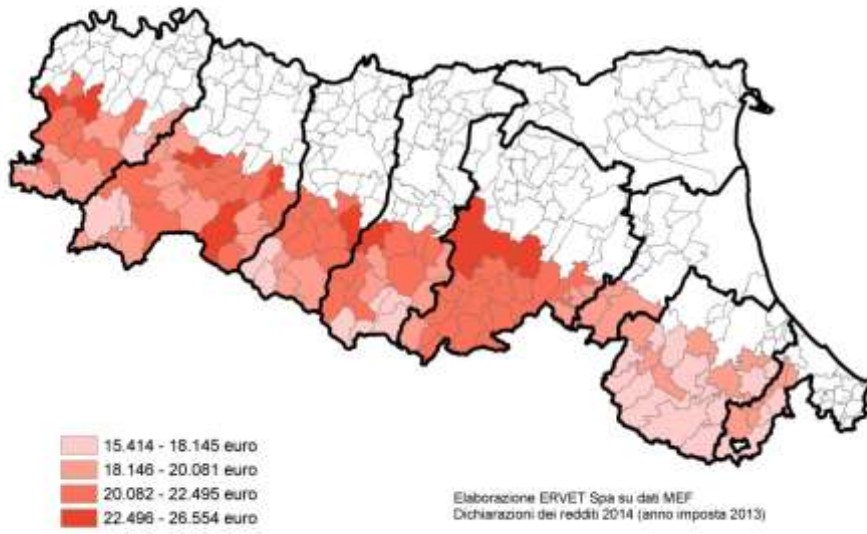 15.414 - 18.145 euro
18.146 - 20.081 euro
20.082 - 22.495 euro
22.496 - 26.554 euro
Elaborazione ERVET Spa su dati MEF
Dichiarazioni dei redditi 2014 (anno imposta 2013)